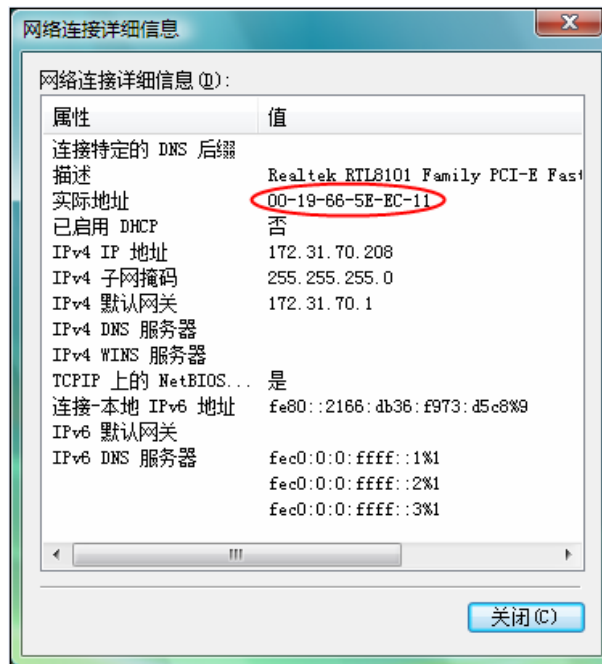 网络连接详细信息
网络连接详细信息(D):
属性 值
连接特定的 DNS 后缀
描述 Realtek RTL8101 Family PCI-E Fast
实际地址 00-19-66-5E-EC-11
已启用 DHCP 否
IPv4 IP 地址 172.31.70.208
IPv4 子网掩码 255.255.255.0
IPv4 默认网关 172.31.70.1
IPv4 DNS 服务器
IPv4 WINS 服务器
TCPIP 上的 NetBIOS... 是
连接-本地 IPv6 地址 fe80::2166:db36:f973:d5c8%9
IPv6 默认网关
IPv6 DNS 服务器 fec0:0:0:ffff::1%1
fec0:0:0:ffff::2%1
fec0:0:0:ffff::3%1
关闭(C)